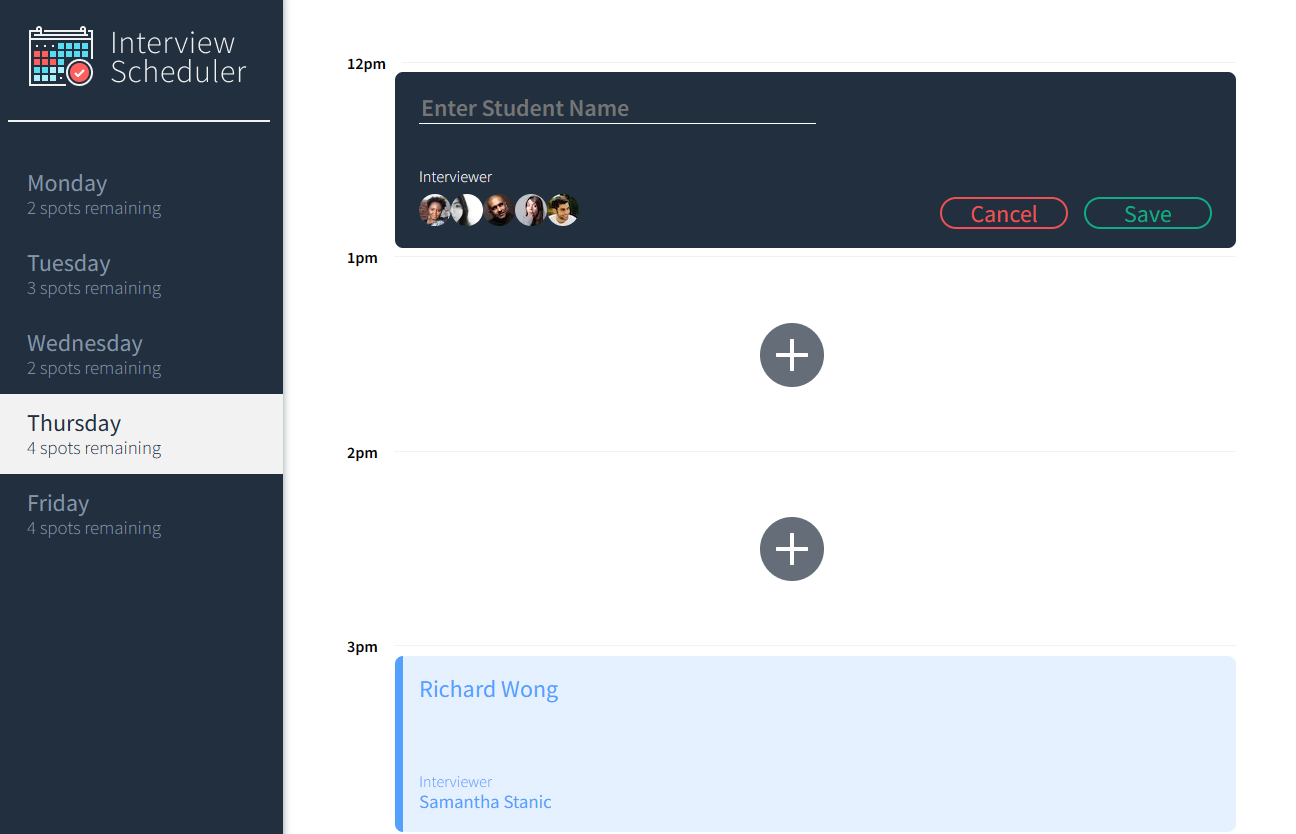 Interview
Scheduler
Monday
2 spots remaining
Tuesday
3 spots remaining
Wednesday
2 spots remaining
Thursday
4 spots remaining
Friday
4 spots remaining
12pm
Enter Student Name
Interviewer
Cancel Save
1pm
2pm
3pm
Richard Wong
Interviewer
Samantha Stanic